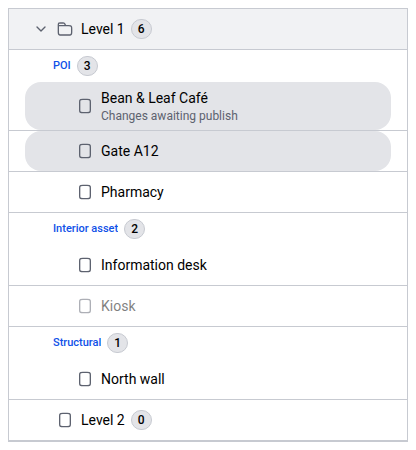 Level 1 6
POI 3
Bean & Leaf Café
Changes awaiting publish
Gate A12
Pharmacy
Interior asset 2
Information desk
Kiosk
Structural 1
North wall
Level 2 0